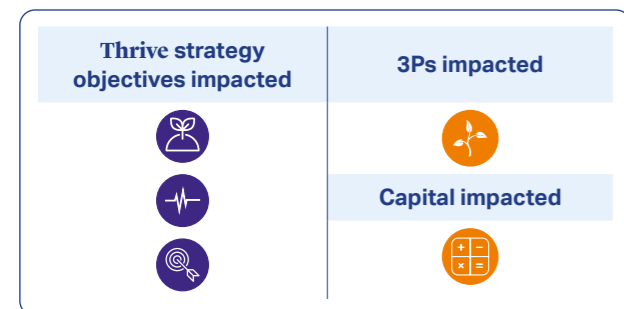 Thrive strategy
objectives impacted
3Ps impacted
Capital impacted